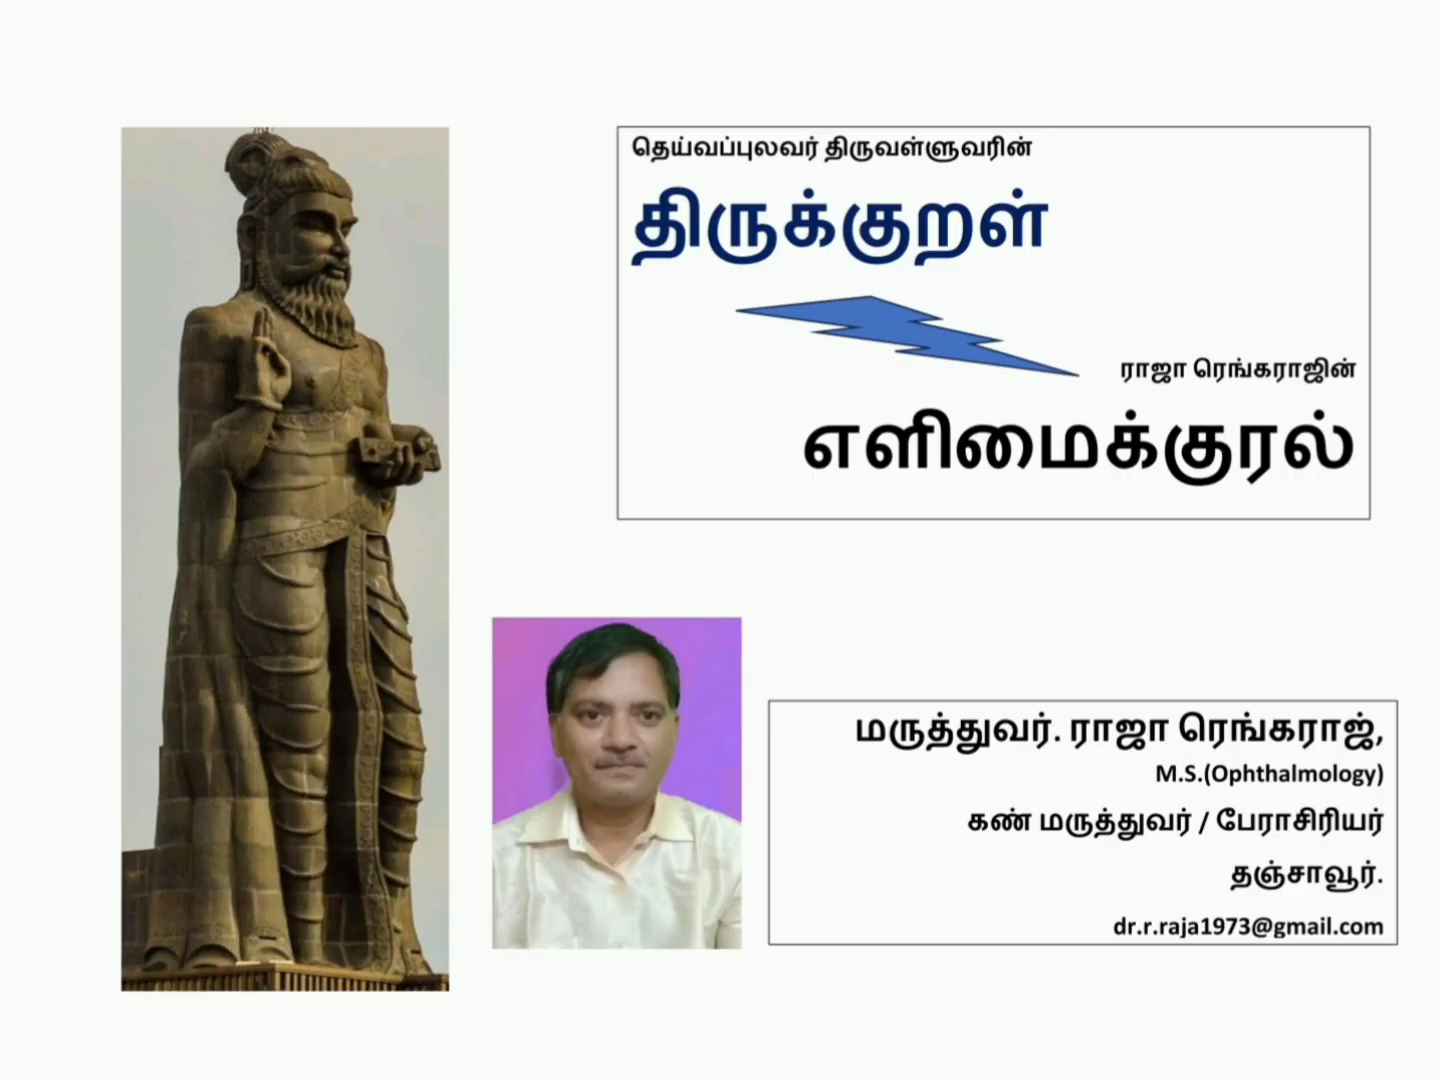 தெய்வப்புலவர் திருவள்ளுவரின்
திருக்குறள்
ராஜா ரெங்கராஜின்
எளிமைக்குரல்
மருத்துவர். ராஜா ரெங்கராஜ்,
M.S.(Ophthalmology)
கண் மருத்துவர் / பேராசிரியர்
தஞ்சாவூர்.
dr.r.raja1973@gmail.com